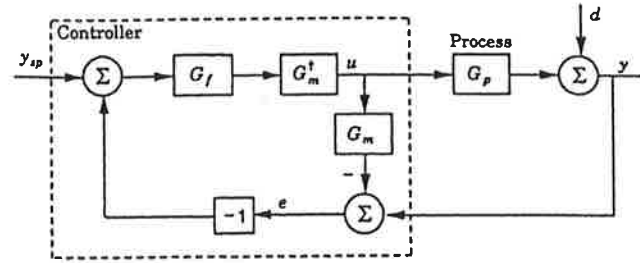 d
Controller
Process
y_sp
Σ
G_f
G_m^†
u
G_p
Σ
y
G_m
−
−1
e
Σ